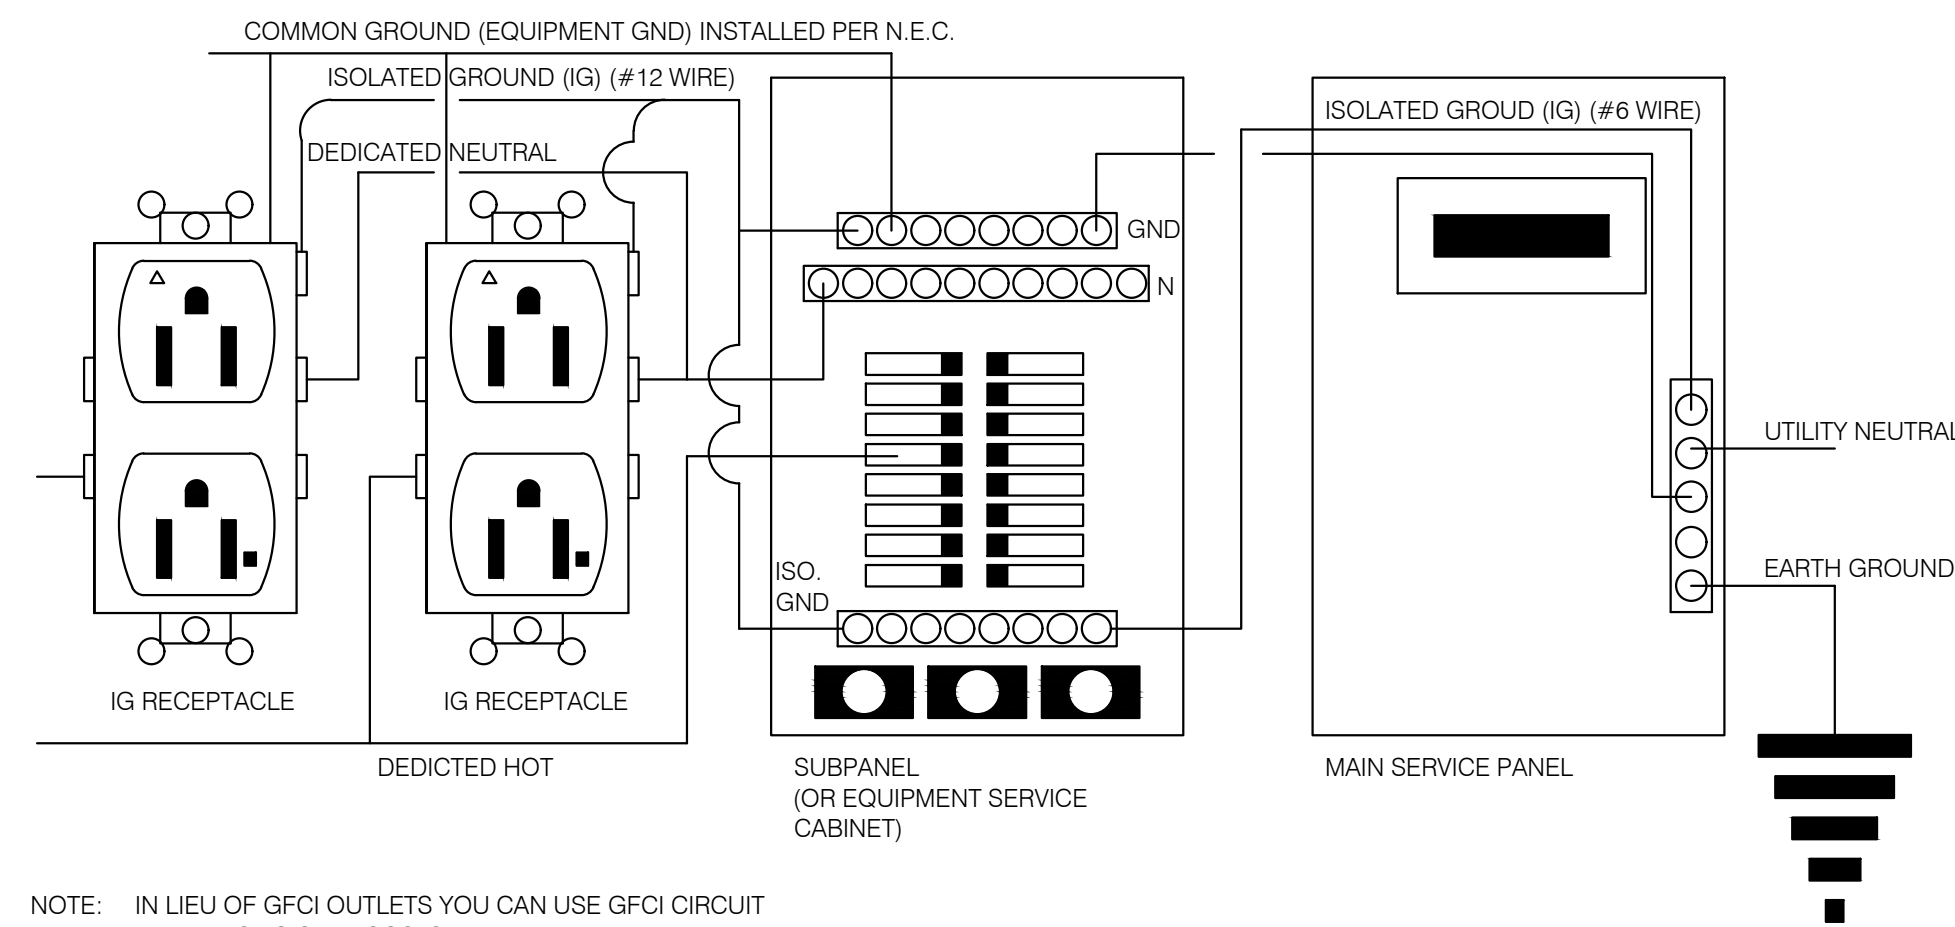 COMMON GROUND (EQUIPMENT GND) INSTALLED PER N.E.C.
ISOLATED GROUND (IG) (#12 WIRE)
ISOLATED GROUD (IG) (#6 WIRE)
DEDICATED NEUTRAL
GND
N
UTILITY NEUTRAL
EARTH GROUND
ISO.
GND
IG RECEPTACLE
IG RECEPTACLE
DEDICTED HOT
SUBPANEL
(OR EQUIPMENT SERVICE
CABINET)
MAIN SERVICE PANEL
NOTE: IN LIEU OF GFCI OUTLETS YOU CAN USE GFCI CIRCUIT